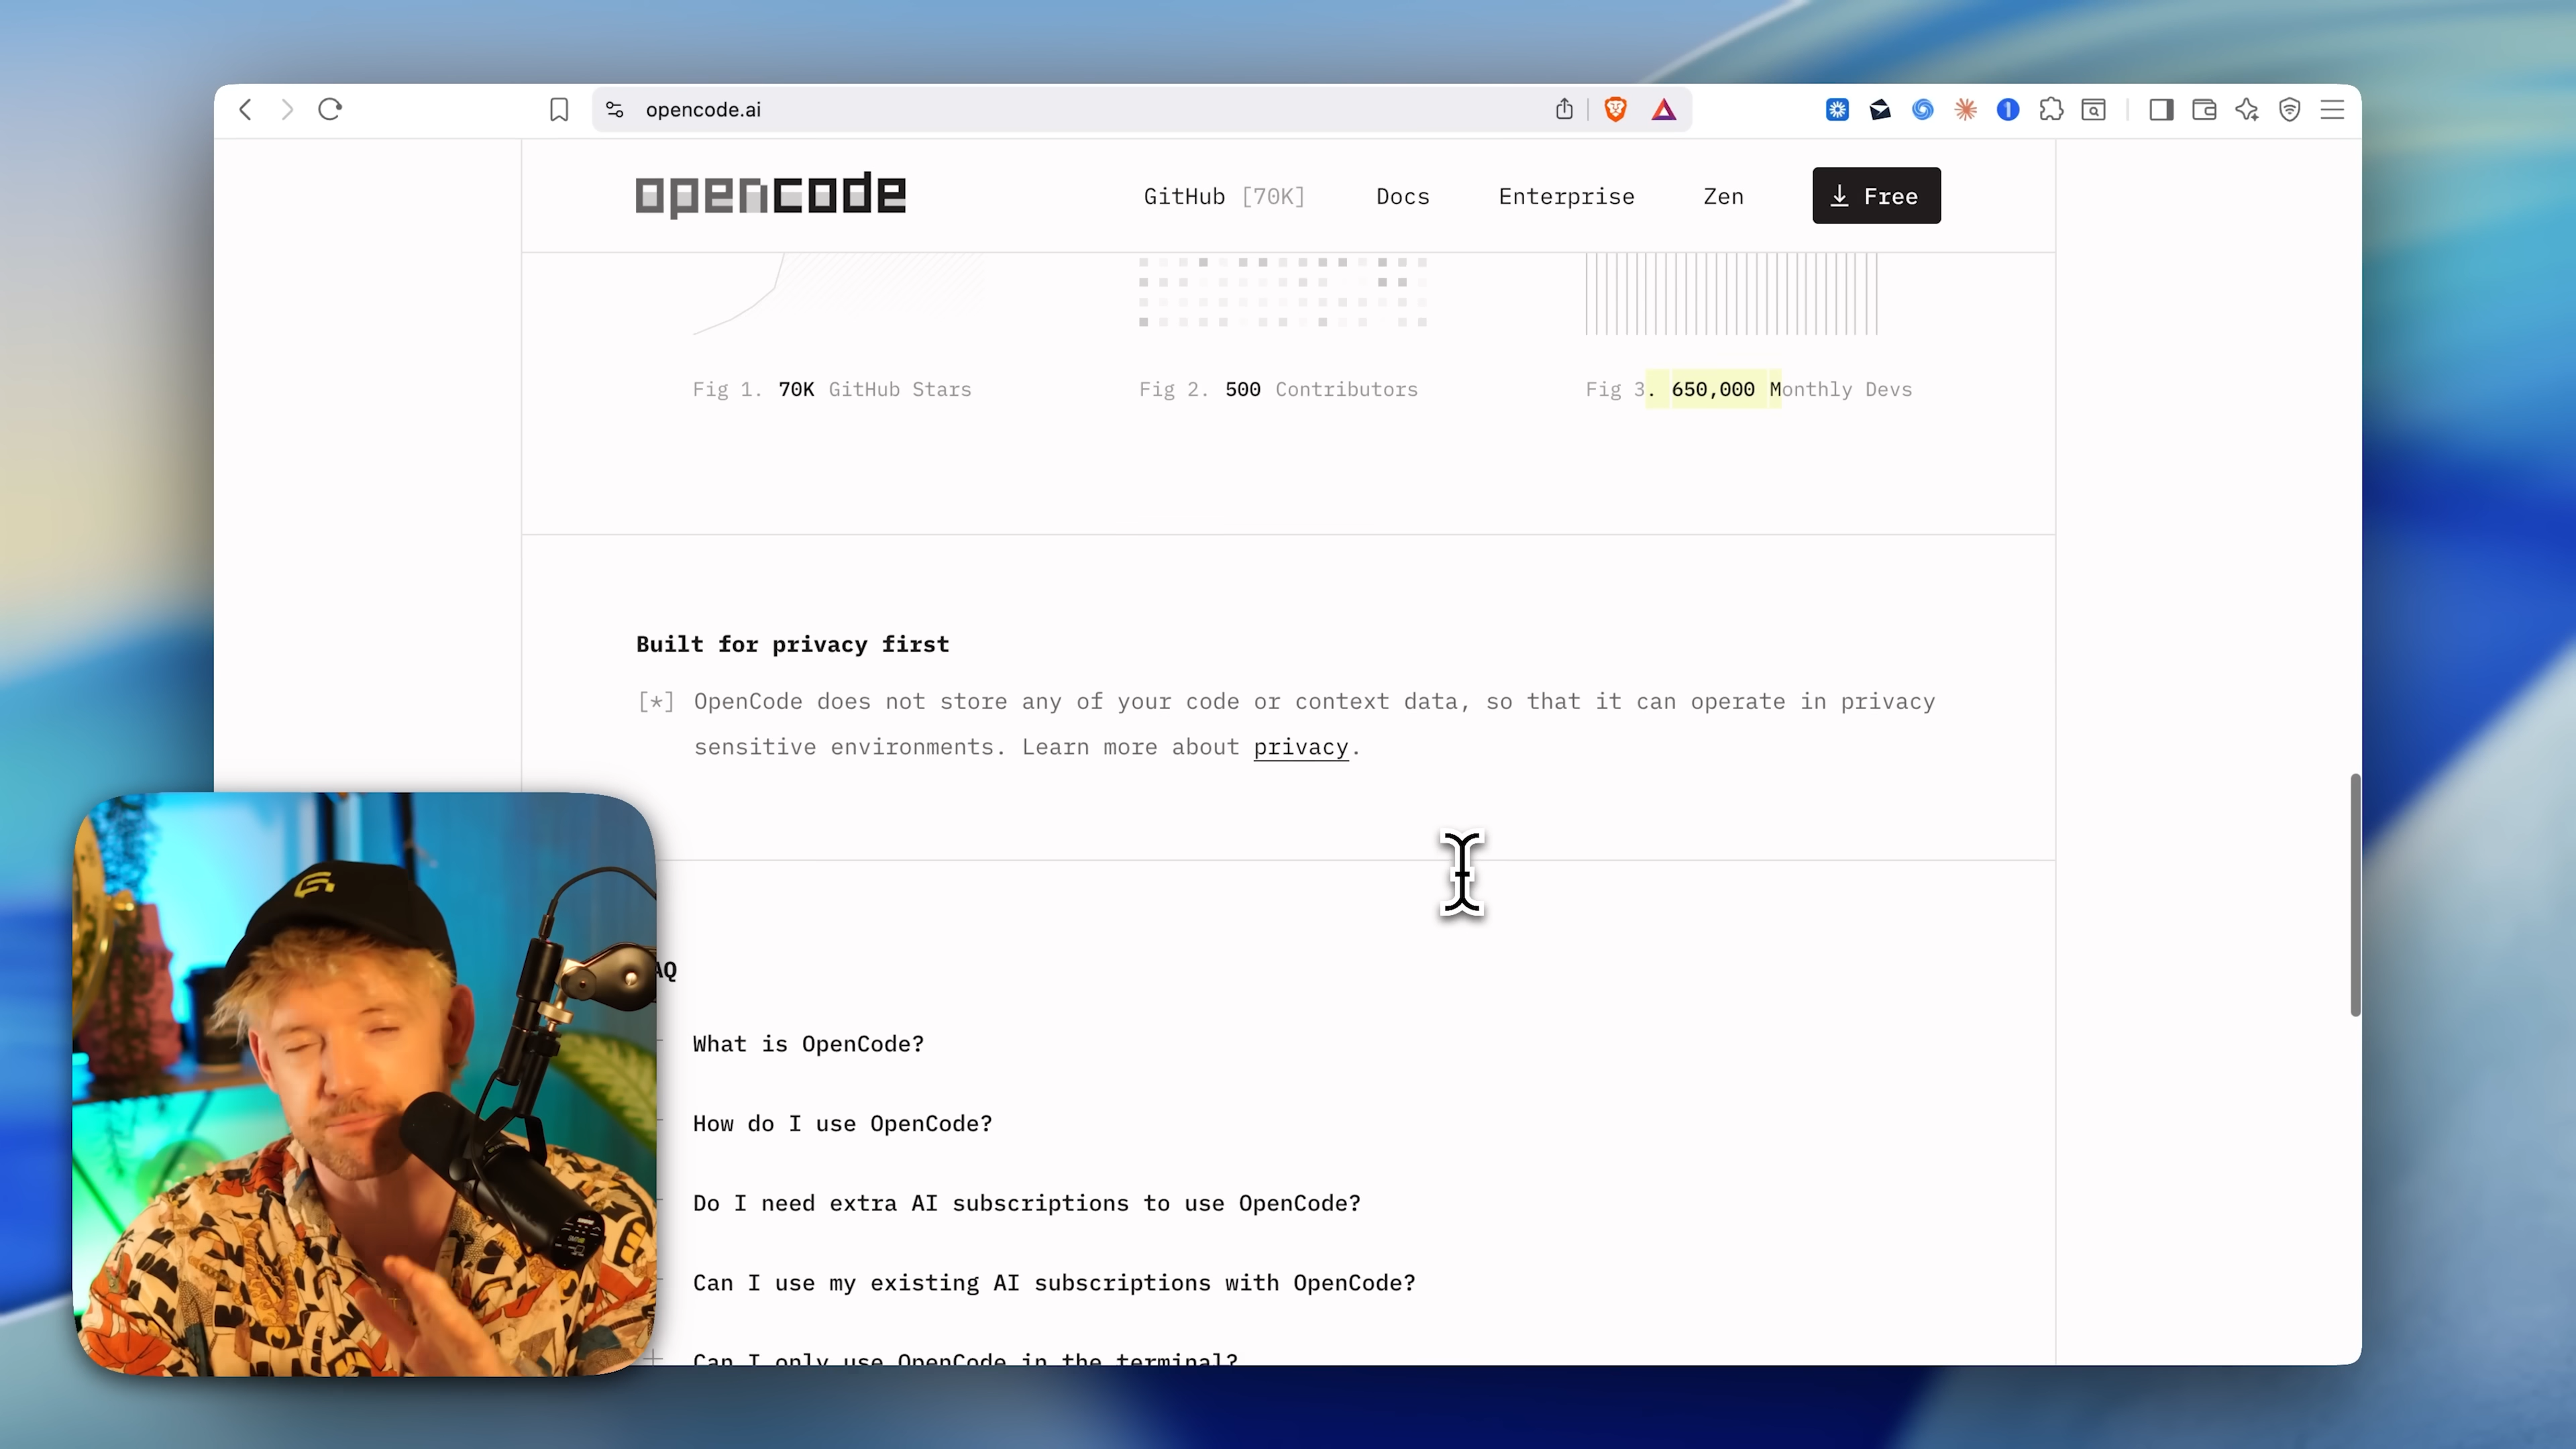 opencode.ai
opencode
GitHub [70K]
Docs
Enterprise
Zen
Free
Fig 1. 70K GitHub Stars
Fig 2. 500 Contributors
Fig 3. 650,000 Monthly Devs
Built for privacy first
[*] OpenCode does not store any of your code or context data, so that it can operate in privacy
sensitive environments. Learn more about privacy.
AQ
What is OpenCode?
How do I use OpenCode?
Do I need extra AI subscriptions to use OpenCode?
Can I use my existing AI subscriptions with OpenCode?
Can I only use OpenCode in the terminal?